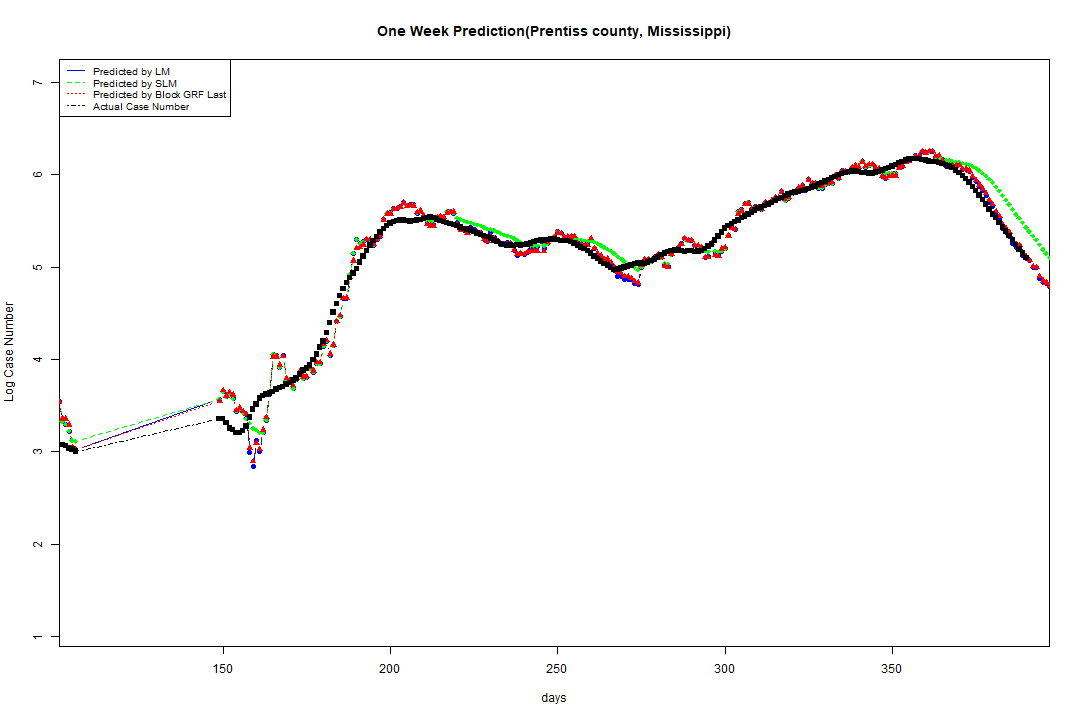 One Week Prediction(Prentiss county, Mississippi)
Predicted by LM
Predicted by SLM
Predicted by Block GRF Last
Actual Case Number
7
6
5
4
3
2
1
Log Case Number
150 200 250 300 350
days